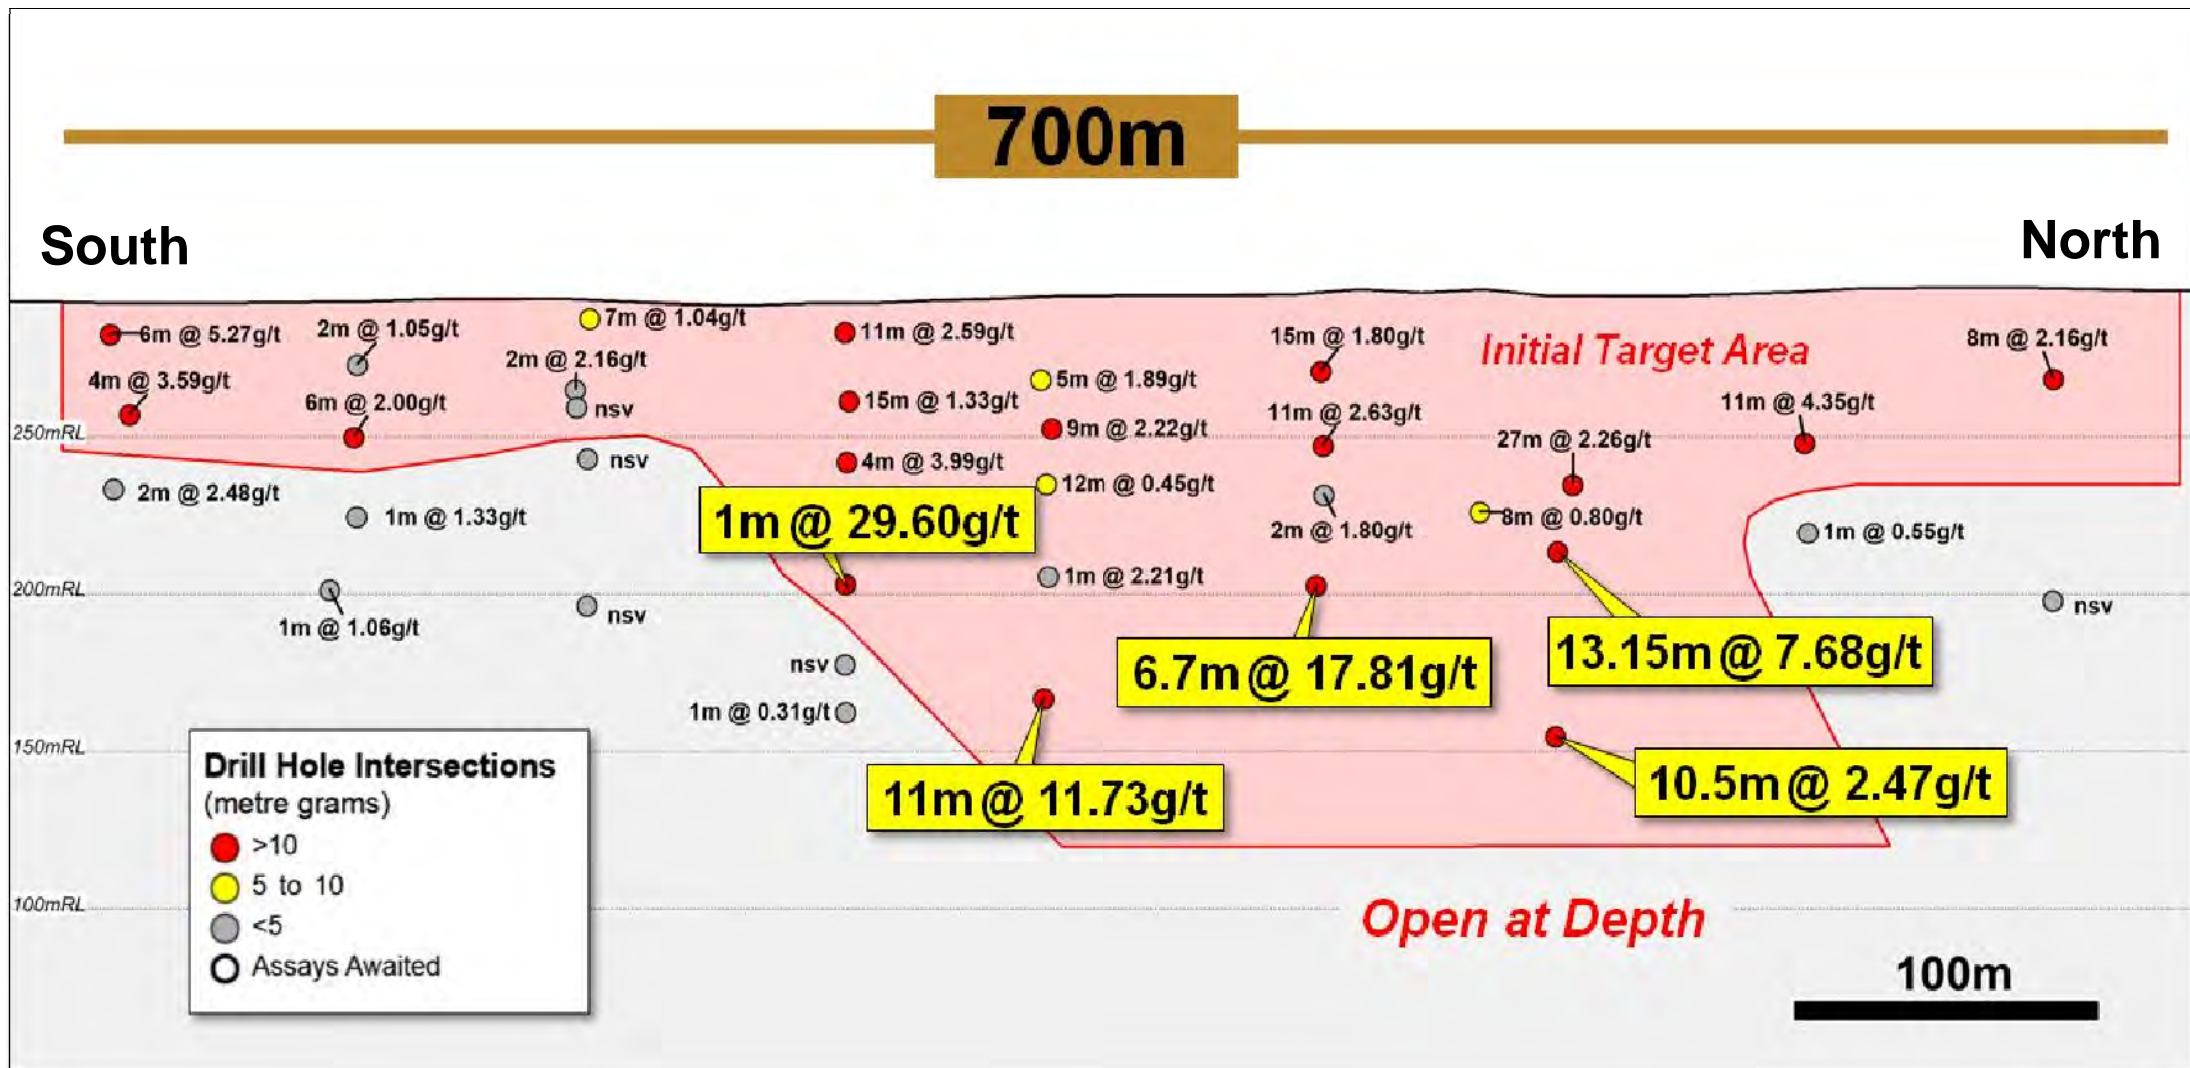 700m
South
North
6m @ 5.27g/t
2m @ 1.05g/t
7m @ 1.04g/t
11m @ 2.59g/t
15m @ 1.80g/t
Initial Target Area
8m @ 2.16g/t
4m @ 3.59g/t
2m @ 2.16g/t
5m @ 1.89g/t
6m @ 2.00g/t
nsv
15m @ 1.33g/t
11m @ 2.63g/t
11m @ 4.35g/t
250mRL
9m @ 2.22g/t
27m @ 2.26g/t
nsv
4m @ 3.99g/t
2m @ 2.48g/t
12m @ 0.45g/t
1m @ 1.33g/t
1m @ 29.60g/t
2m @ 1.80g/t
8m @ 0.80g/t
1m @ 0.55g/t
200mRL
1m @ 2.21g/t
1m @ 1.06g/t
nsv
nsv
nsv
6.7m @ 17.81g/t
13.15m @ 7.68g/t
1m @ 0.31g/t
150mRL
11m @ 11.73g/t
10.5m @ 2.47g/t
Drill Hole Intersections
(metre grams)
>10
5 to 10
<5
Assays Awaited
100mRL
Open at Depth
100m